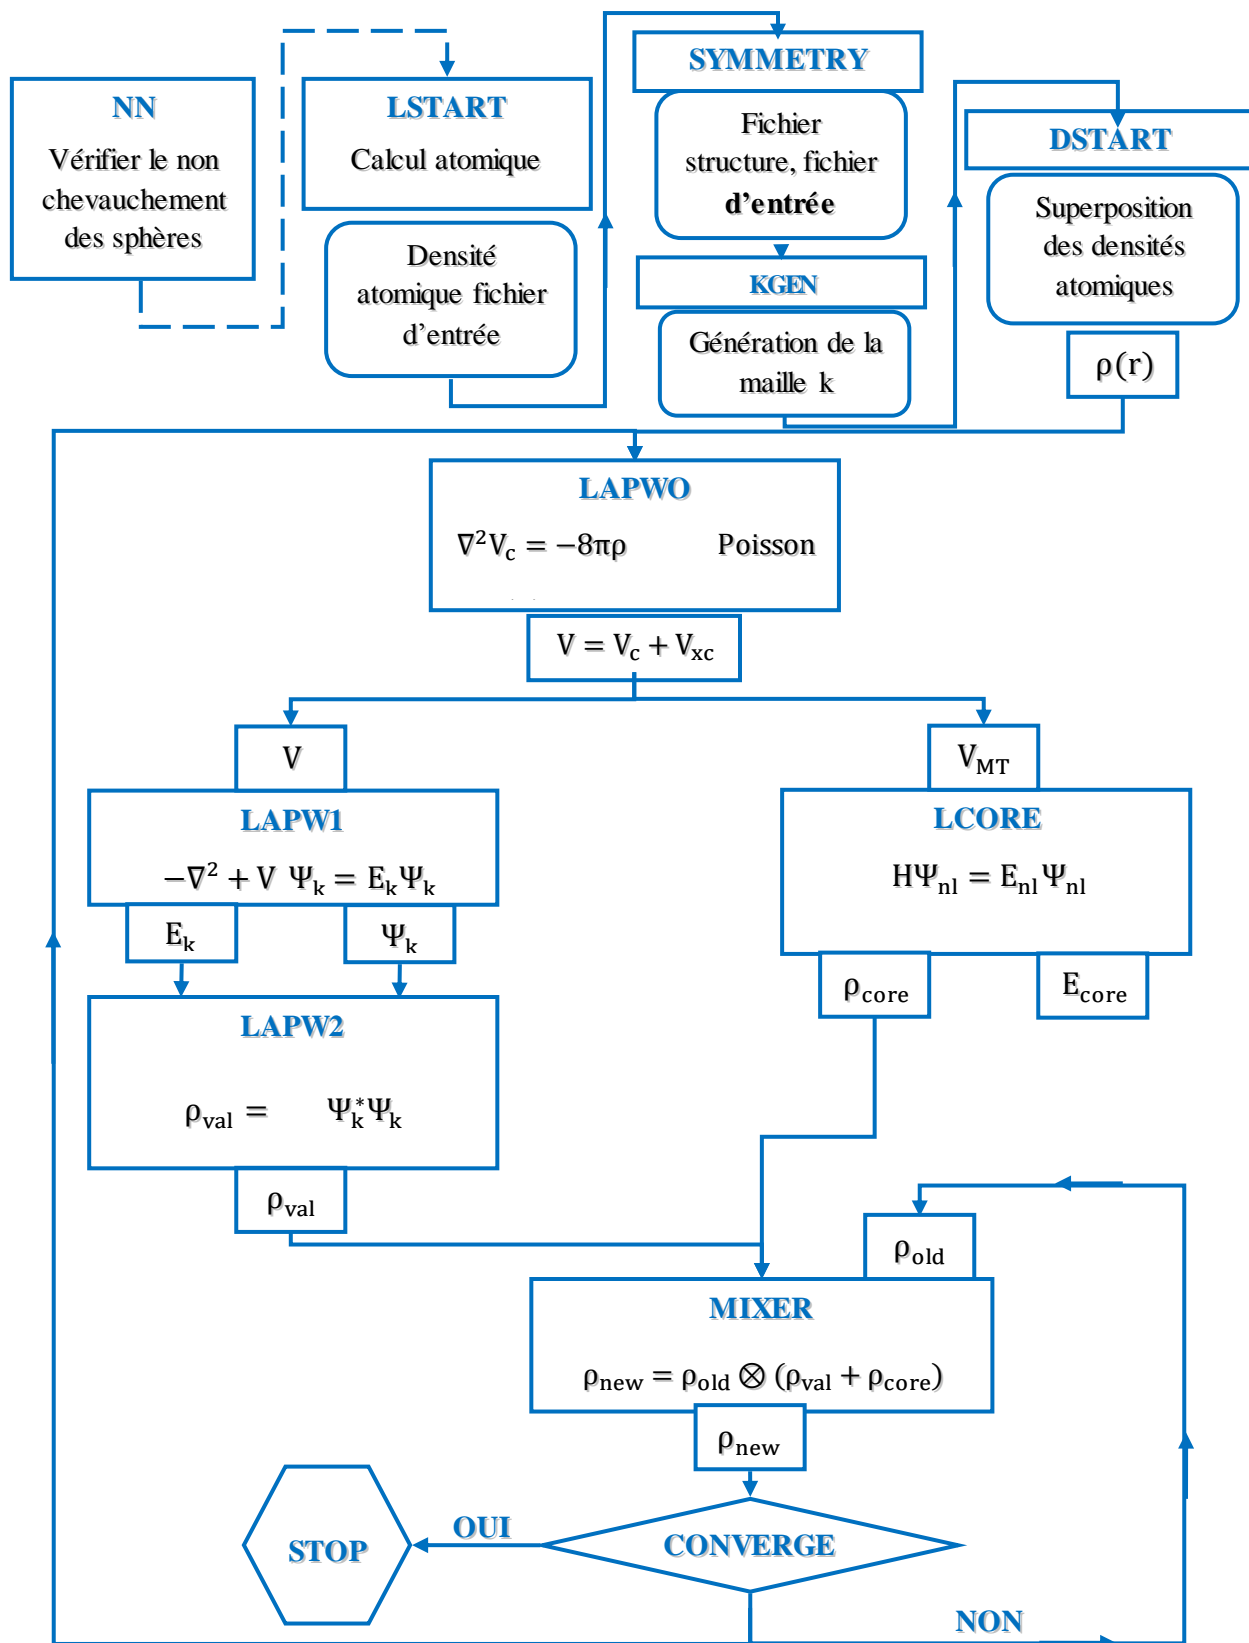 NN
Vérifier le non
chevauchement
des sphères
LSTART
Calcul atomique
Densité
atomique fichier
d'entrée
SYMMETRY
Fichier
structure, fichier
d'entrée
KGEN
Génération de la
maille k
DSTART
Superposition
des densités
atomiques
ρ(r)
LAPWO
∇²V_c = −8πρ Poisson
V = V_c + V_xc
V
V_MT
LAPW1
−∇² + V Ψ_k = E_kΨ_k
E_k
Ψ_k
LCORE
HΨ_nl = E_nlΨ_nl
ρ_core
E_core
LAPW2
ρ_val = Ψ_k^*Ψ_k
ρ_val
ρ_old
MIXER
ρ_new = ρ_old ⊗ (ρ_val + ρ_core)
ρ_new
CONVERGE
OUI
STOP
NON